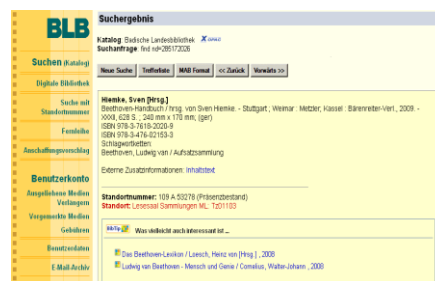 BLB
Suchen (Katalog)
Digitale Bibliothek
Suche mit
Standortnummer
Fernleihe
Anschaffungsvorschlag
Benutzerkonto
Ausgeliehene Medien
Verlängern
Vorgemerkte Medien
Gebühren
Benutzerdaten
E-Mail-Archiv
Suchergebnis
Katalog: Badische Landesbibliothek
Suchanfrage: find nd=285172026
Neue Suche Trefferliste MAB Format << Zurück Vorwärts >>
Hiemke, Sven [Hrsg.]
Beethoven-Handbuch / hrsg. von Sven Hiemke. - Stuttgart ; Weimar : Metzler, Kassel : Bärenreiter-Verl., 2009. -
XXXII, 628 S. ; 240 mm x 170 mm; (ger)
ISBN 978-3-7618-2020-9
ISBN 978-3-476-02153-3
Schlagwortketten:
Beethoven, Ludwig van / Aufsatzsammlung
Externe Zusatzinformationen: Inhaltstext
Standortnummer: 109 A 53278 (Präsenzbestand)
Standort: Lesesaal Sammlungen ML: Tz01103
BibTip Was vielleicht auch interessant ist ...
Das Beethoven-Lexikon / Loesch, Heinz von [Hrsg.] , 2008
Ludwig van Beethoven - Mensch und Genie / Cornelius, Walter-Johann , 2008